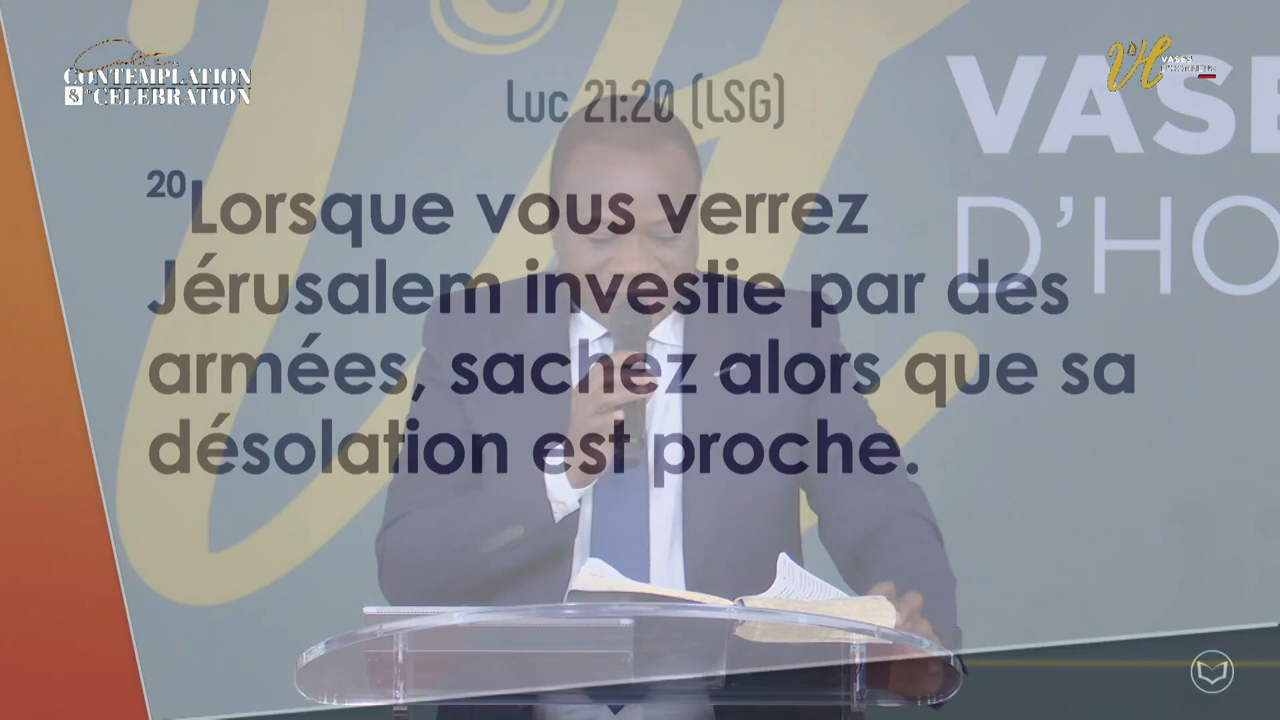 CONTEMPLATION
& CELEBRATION
VASES
Luc 21:20 (LSG)
VASE
D'HO
20 Lorsque vous verrez
Jérusalem investie par des
armées, sachez alors que sa
désolation est proche.